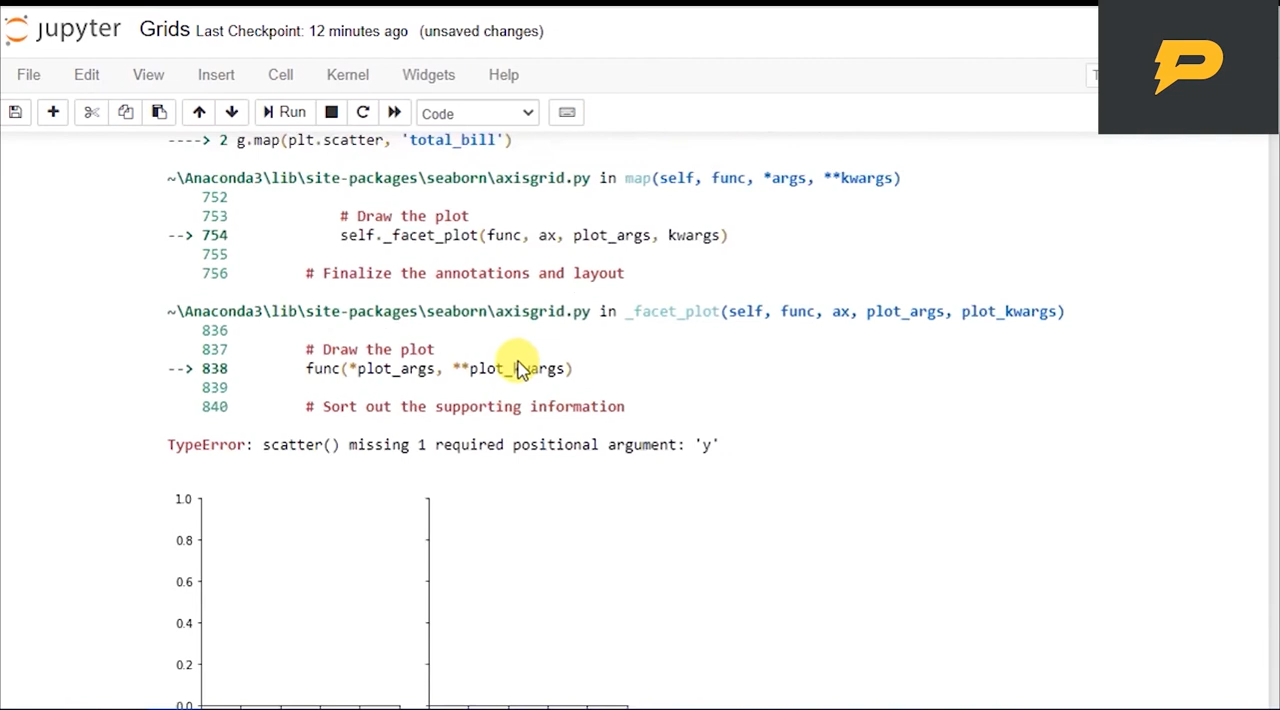 jupyter Grids Last Checkpoint: 12 minutes ago (unsaved changes)
File Edit View Insert Cell Kernel Widgets Help
Run Code
----> 2 g.map(plt.scatter, 'total_bill')
~\Anaconda3\lib\site-packages\seaborn\axisgrid.py in map(self, func, *args, **kwargs)
752
753 # Draw the plot
--> 754 self._facet_plot(func, ax, plot_args, kwargs)
755
756 # Finalize the annotations and layout
~\Anaconda3\lib\site-packages\seaborn\axisgrid.py in _facet_plot(self, func, ax, plot_args, plot_kwargs)
836
837 # Draw the plot
--> 838 func(*plot_args, **plot_kwargs)
839
840 # Sort out the supporting information
TypeError: scatter() missing 1 required positional argument: 'y'
1.0
0.8
0.6
0.4
0.2
0.0